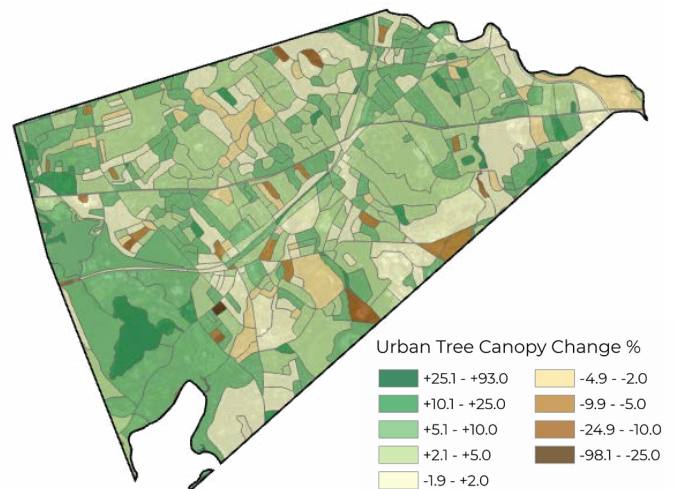 Urban Tree Canopy Change %
+25.1 - +93.0
+10.1 - +25.0
+5.1 - +10.0
+2.1 - +5.0
-1.9 - +2.0
-4.9 - -2.0
-9.9 - -5.0
-24.9 - -10.0
-98.1 - -25.0